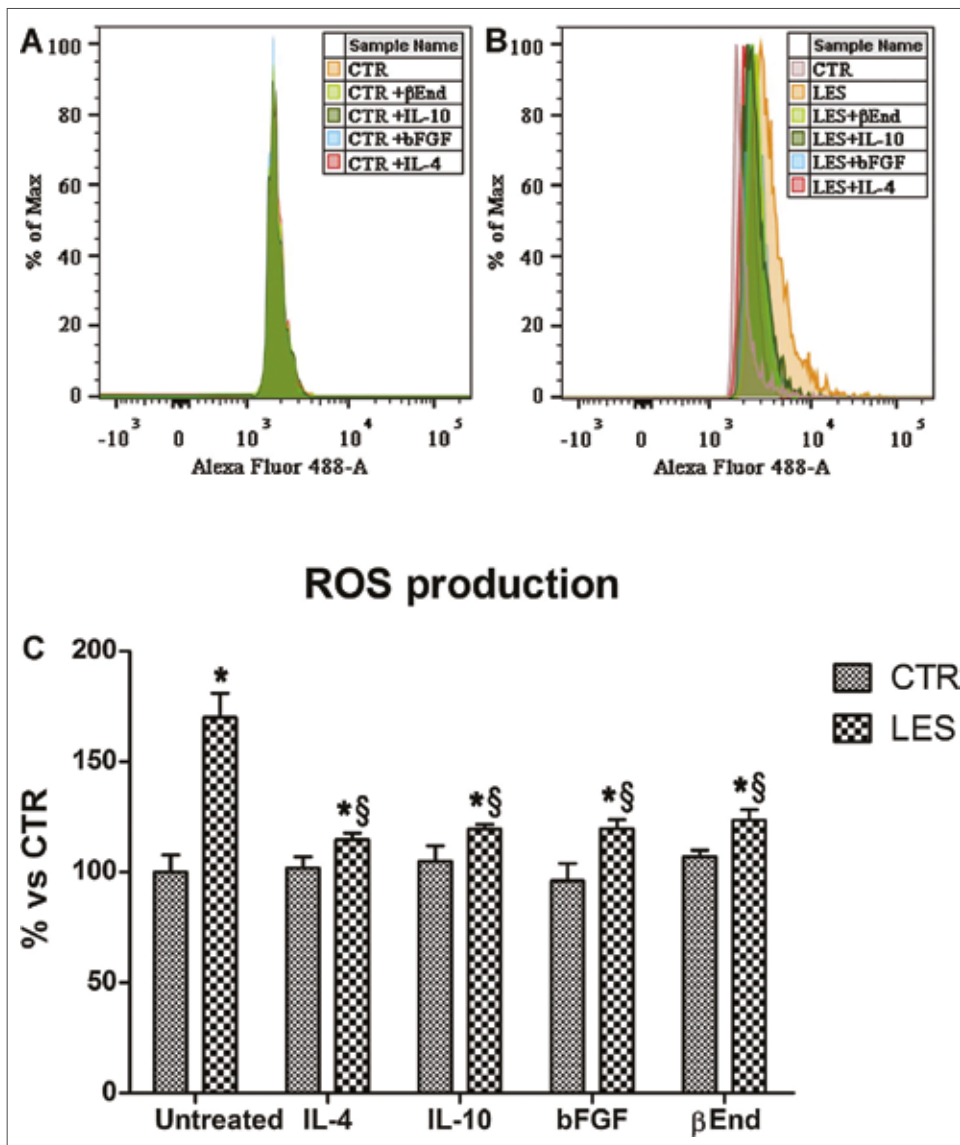 A
100
80
60
40
20
0
% of Max
-10³ 0 10³ 10⁴ 10⁵
Alexa Fluor 488-A
Sample Name
CTR
CTR +βEnd
CTR +IL-10
CTR +bFGF
CTR +IL-4
B
100
80
60
40
20
0
% of Max
-10³ 0 10³ 10⁴ 10⁵
Alexa Fluor 488-A
Sample Name
CTR
LES
LES+βEnd
LES+IL-10
LES+bFGF
LES+IL-4
ROS production
C
200
150
100
50
0
% vs CTR
*
*§
*§
*§
*§
CTR
LES
Untreated IL-4 IL-10 bFGF βEnd